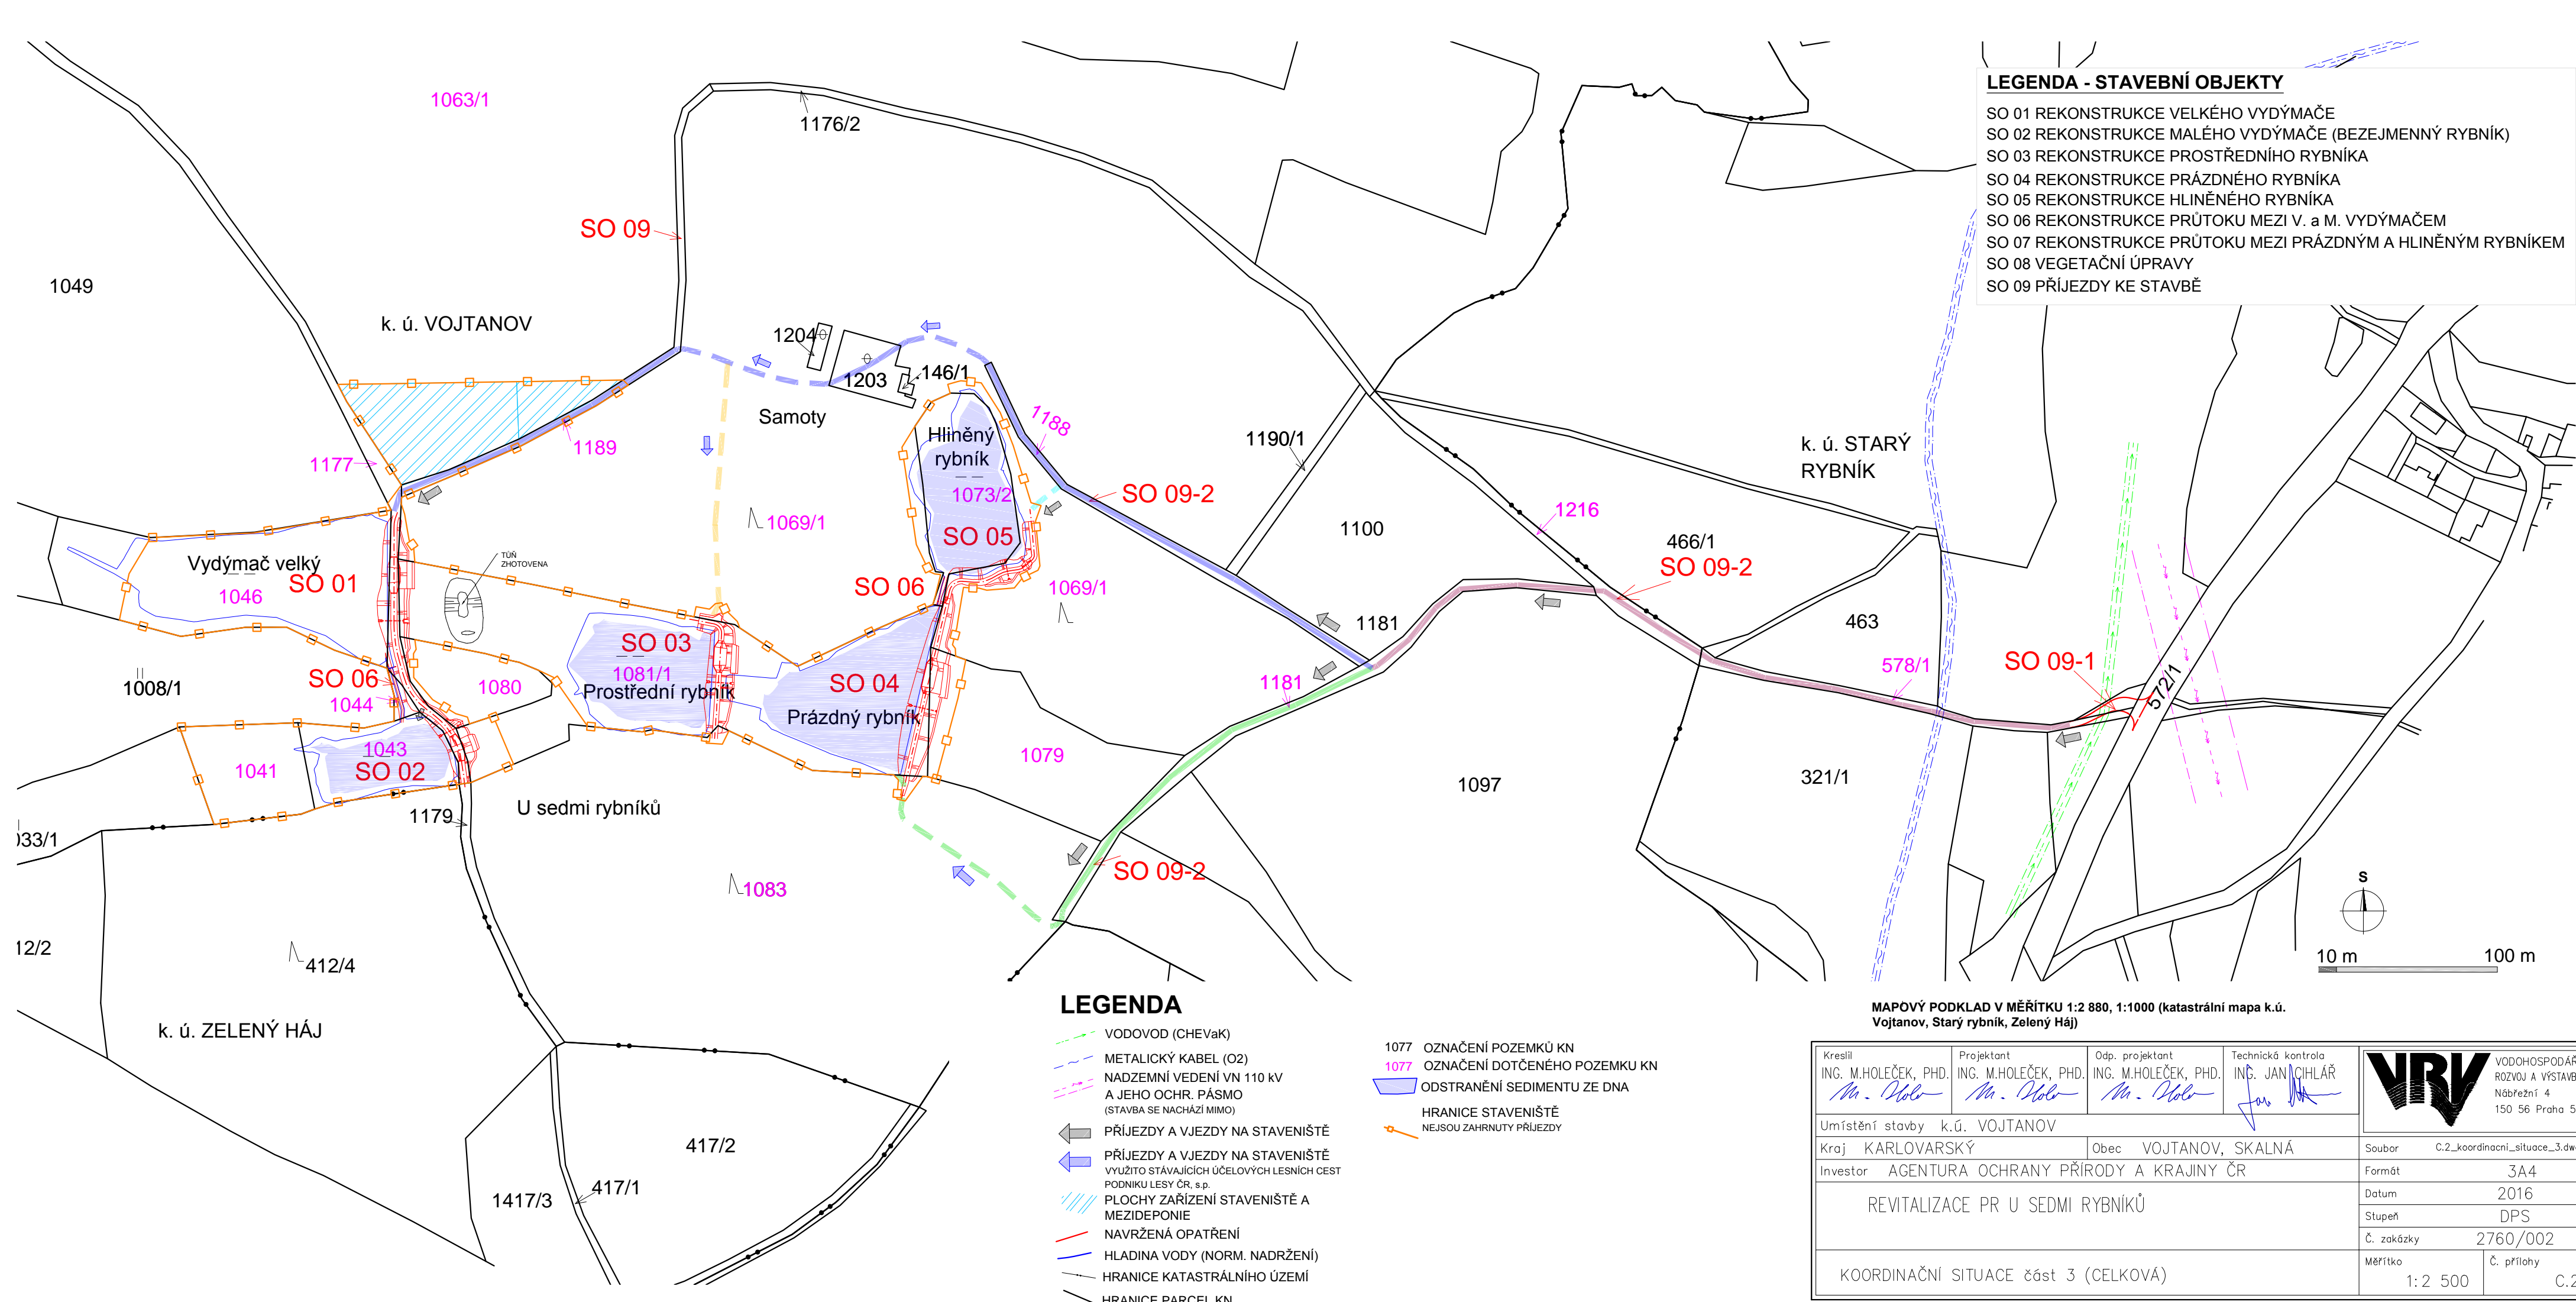 1063/1
1176/2
SO 09
1049
k. ú. VOJTANOV
1204
1203
146/1
Samoty
1189
1177
1188
Hliněný
rybník
1073/2
SO 05
SO 09-2
1190/1
1069/1
1100
1216
466/1
SO 09-2
k. ú. STARÝ
RYBNÍK
Vydýmač velký
SO 01
1046
TŮŇ
ZHOTOVENA
SO 06
1069/1
SO 03
1081/1
Prostřední rybník
SO 04
Prázdný rybník
1181
1181
463
578/1
SO 09-1
572/1
1008/1
SO 06
1044
1080
1043
SO 02
1041
1179
U sedmi rybníků
1079
1097
321/1
033/1
SO 09-2
1083
12/2
412/4
k. ú. ZELENÝ HÁJ
417/2
417/1
1417/3
LEGENDA - STAVEBNÍ OBJEKTY
SO 01 REKONSTRUKCE VELKÉHO VYDÝMAČE
SO 02 REKONSTRUKCE MALÉHO VYDÝMAČE (BEZEJMENNÝ RYBNÍK)
SO 03 REKONSTRUKCE PROSTŘEDNÍHO RYBNÍKA
SO 04 REKONSTRUKCE PRÁZDNÉHO RYBNÍKA
SO 05 REKONSTRUKCE HLINĚNÉHO RYBNÍKA
SO 06 REKONSTRUKCE PRŮTOKU MEZI V. a M. VYDÝMAČEM
SO 07 REKONSTRUKCE PRŮTOKU MEZI PRÁZDNÝM A HLINĚNÝM RYBNÍKEM
SO 08 VEGETAČNÍ ÚPRAVY
SO 09 PŘÍJEZDY KE STAVBĚ
S
10 m 100 m
LEGENDA
VODOVOD (CHEVaK)
METALICKÝ KABEL (O2)
NADZEMNÍ VEDENÍ VN 110 kV
A JEHO OCHR. PÁSMO
(STAVBA SE NACHÁZÍ MIMO)
PŘÍJEZDY A VJEZDY NA STAVENIŠTĚ
PŘÍJEZDY A VJEZDY NA STAVENIŠTĚ
VYUŽITO STÁVAJÍCÍCH ÚČELOVÝCH LESNÍCH CEST
PODNIKU LESY ČR, s.p.
PLOCHY ZAŘÍZENÍ STAVENIŠTĚ A
MEZIDEPONIE
NAVRŽENÁ OPATŘENÍ
HLADINA VODY (NORM. NADRŽENÍ)
HRANICE KATASTRÁLNÍHO ÚZEMÍ
HRANICE PARCEL KN
1077 OZNAČENÍ POZEMKŮ KN
1077 OZNAČENÍ DOTČENÉHO POZEMKU KN
ODSTRANĚNÍ SEDIMENTU ZE DNA
HRANICE STAVENIŠTĚ
NEJSOU ZAHRNUTY PŘÍJEZDY
MAPOVÝ PODKLAD V MĚŘÍTKU 1:2 880, 1:1000 (katastrální mapa k.ú.
Vojtanov, Starý rybník, Zelený Háj)
Kreslil Projektant Odp. projektant Technická kontrola
ING. M.HOLEČEK, PHD. ING. M.HOLEČEK, PHD. ING. M.HOLEČEK, PHD. ING. JAN CIHLÁŘ
VRV
VODOHOSPODÁŘ
ROZVOJ A VÝSTAVB
Nábřežní 4
150 56 Praha 5
Umístění stavby k.ú. VOJTANOV
Kraj KARLOVARSKÝ Obec VOJTANOV, SKALNÁ
Investor AGENTURA OCHRANY PŘÍRODY A KRAJINY ČR
REVITALIZACE PR U SEDMI RYBNÍKŮ
KOORDINAČNÍ SITUACE část 3 (CELKOVÁ)
Soubor C.2_koordinacni_situace_3.dw
Formát 3A4
Datum 2016
Stupeň DPS
Č. zakázky 2760/002
Měřítko Č. přílohy
1:2 500 C.2